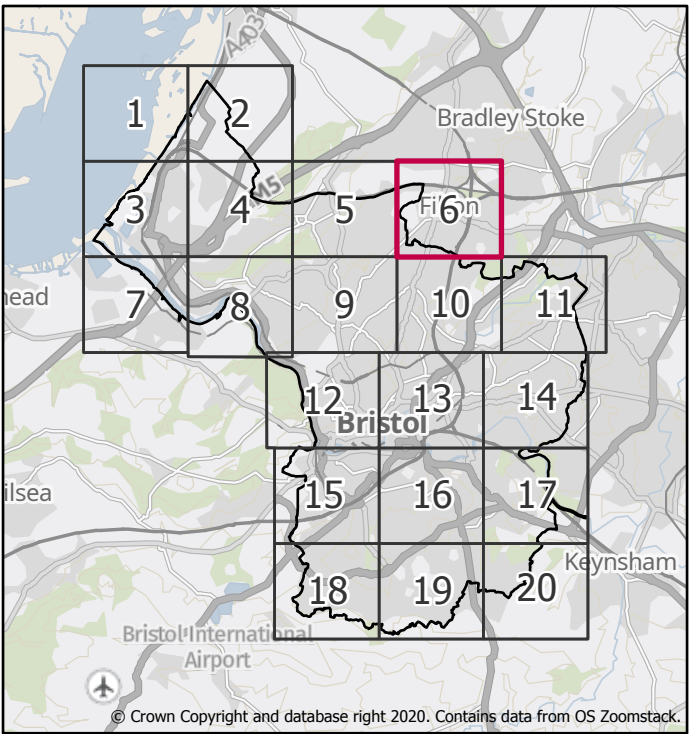 A403
Bradley Stoke
1
2
M5
3
4
5
Filton
6
ead
7
8
9
10
11
12
13
14
Bristol
15
16
17
ilsea
Keynsham
18
19
20
Bristol International
Airport
© Crown Copyright and database right 2020. Contains data from OS Zoomstack.